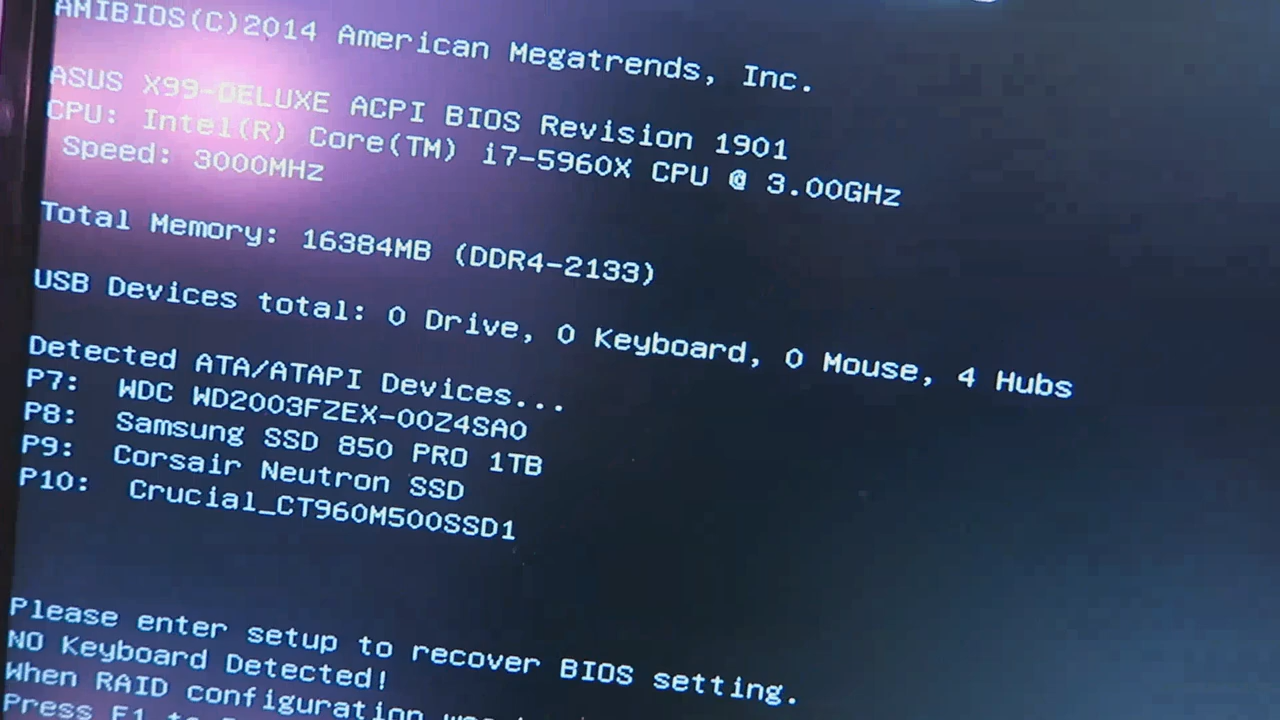 AMIBIOS(C)2014 American Megatrends, Inc.
ASUS X99-DELUXE ACPI BIOS Revision 1901
CPU: Intel(R) Core(TM) i7-5960X CPU @ 3.00GHz
Speed: 3000MHz
Total Memory: 16384MB (DDR4-2133)
USB Devices total: 0 Drive, 0 Keyboard, 0 Mouse, 4 Hubs
Detected ATA/ATAPI Devices...
P7: WDC WD2003FZEX-00Z4SA0
P8: Samsung SSD 850 PRO 1TB
P9: Corsair Neutron SSD
P10: Crucial_CT960M500SSD1
Please enter setup to recover BIOS setting.
NO Keyboard Detected!
When RAID configuration
Press F1 to